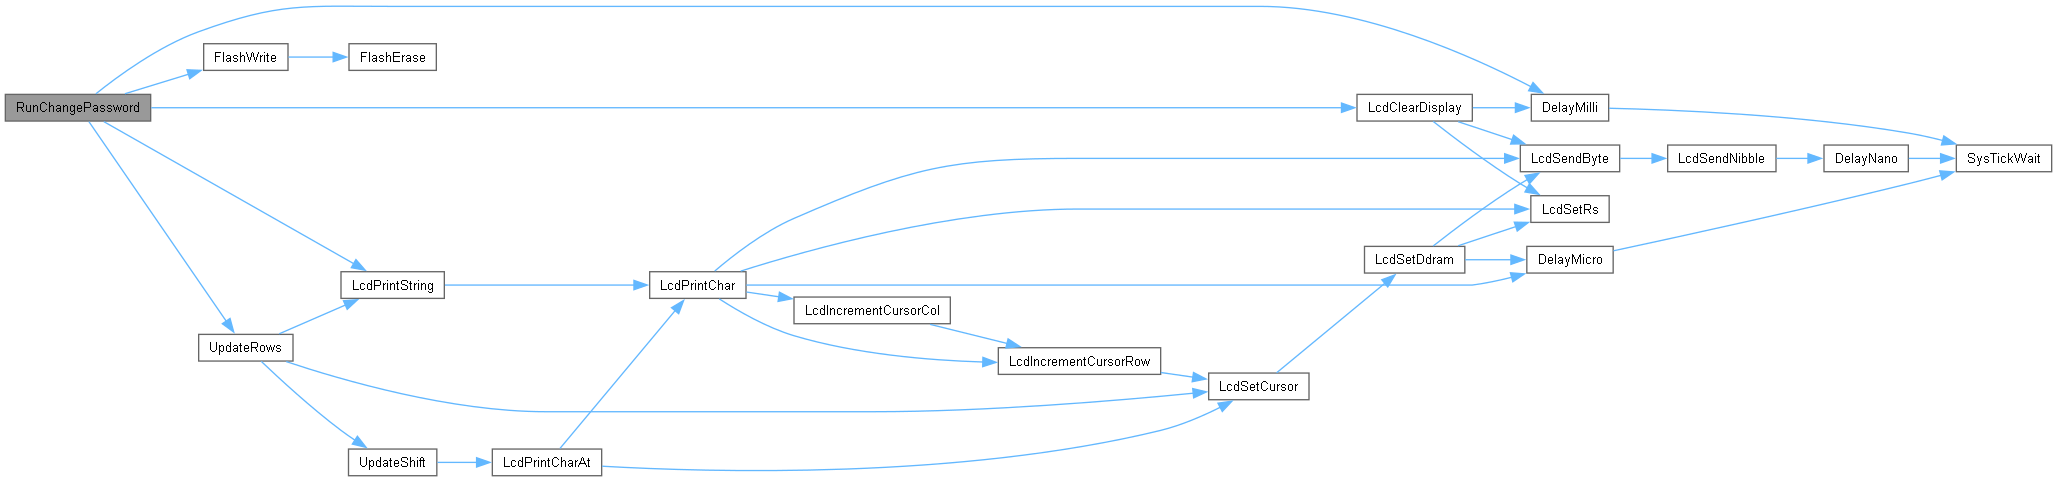 RunChangePassword
FlashWrite
FlashErase
LcdClearDisplay
DelayMilli
LcdSendByte
LcdSendNibble
DelayNano
SysTickWait
LcdSetRs
LcdSetDdram
DelayMicro
LcdPrintString
LcdPrintChar
LcdIncrementCursorCol
UpdateRows
LcdIncrementCursorRow
LcdSetCursor
UpdateShift
LcdPrintCharAt